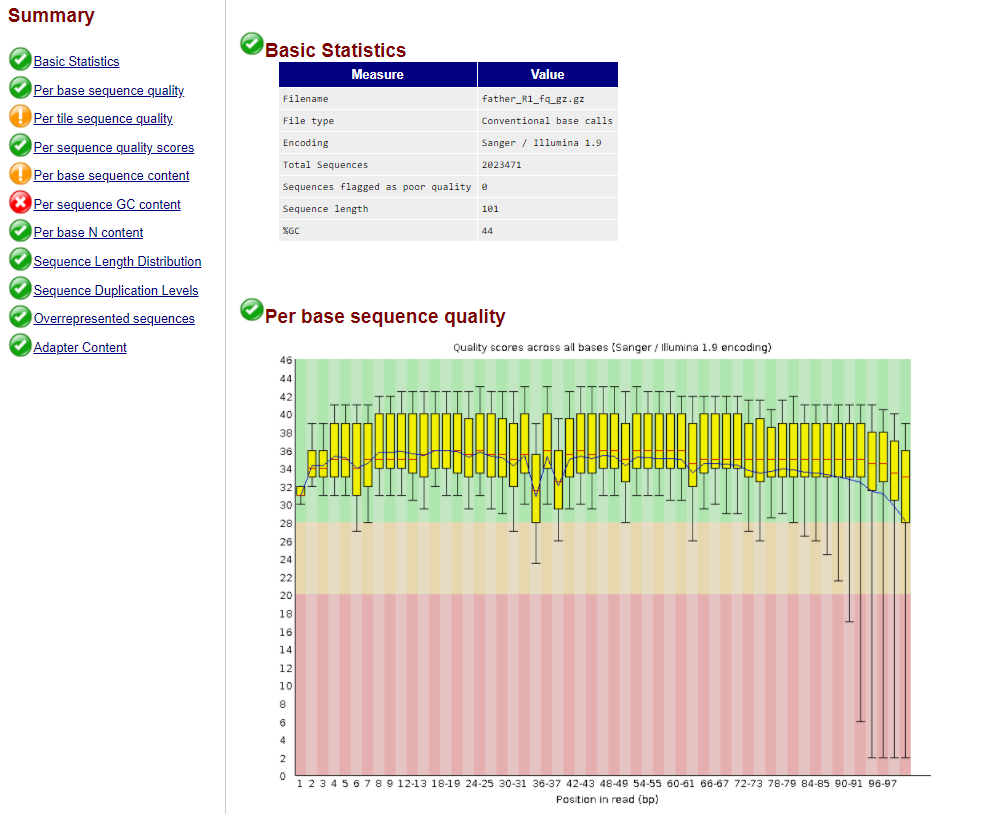 Summary
Basic Statistics
Per base sequence quality
Per tile sequence quality
Per sequence quality scores
Per base sequence content
Per sequence GC content
Per base N content
Sequence Length Distribution
Sequence Duplication Levels
Overrepresented sequences
Adapter Content
Basic Statistics
Measure Value
Filename father_R1_fq_gz.gz
File type Conventional base calls
Encoding Sanger / Illumina 1.9
Total Sequences 2023471
Sequences flagged as poor quality 0
Sequence length 101
%GC 44
Per base sequence quality
Quality scores across all bases (Sanger / Illumina 1.9 encoding)
46
44
42
40
38
36
34
32
30
28
26
24
22
20
18
16
14
12
10
8
6
4
2
0
1 2 3 4 5 6 7 8 9 12-13 18-19 24-25 30-31 36-37 42-43 48-49 54-55 60-61 66-67 72-73 78-79 84-85 90-91 96-97
Position in read (bp)